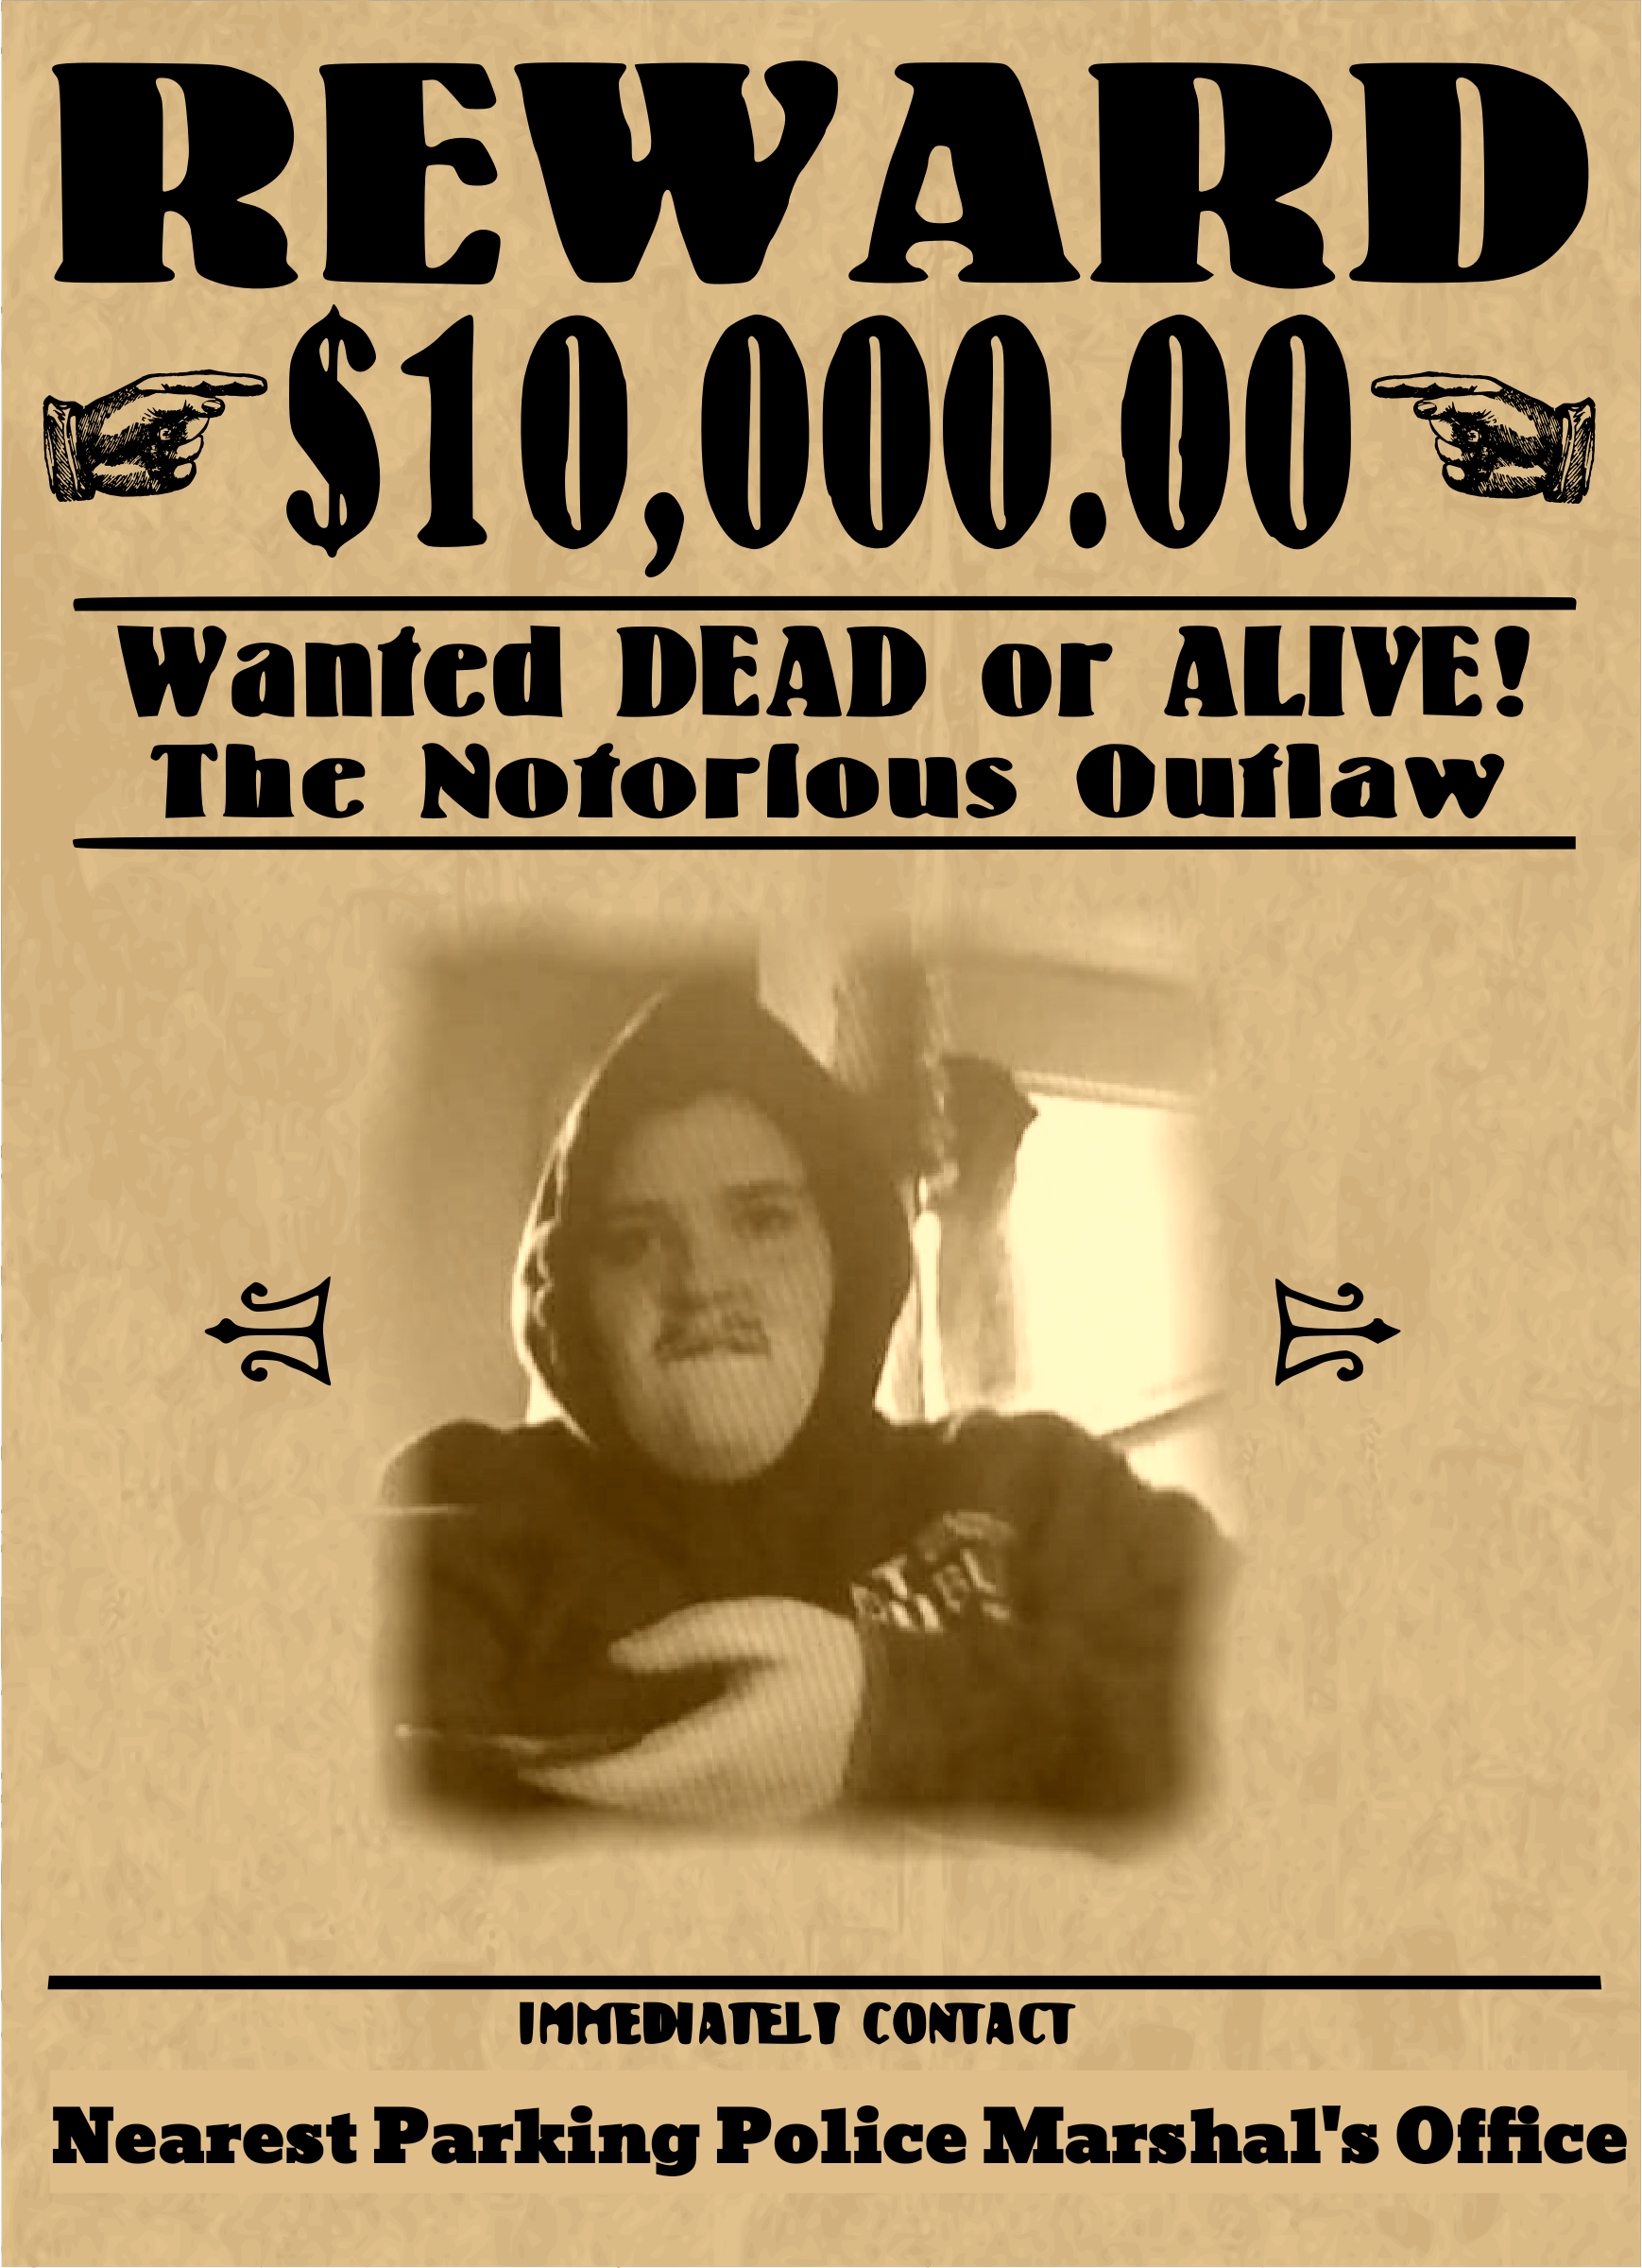 REWARD
$10,000.00
Wanted DEAD or ALIVE!
The Notorious Outlaw
IMMEDIATELY CONTACT
Nearest Parking Police Marshal's Office